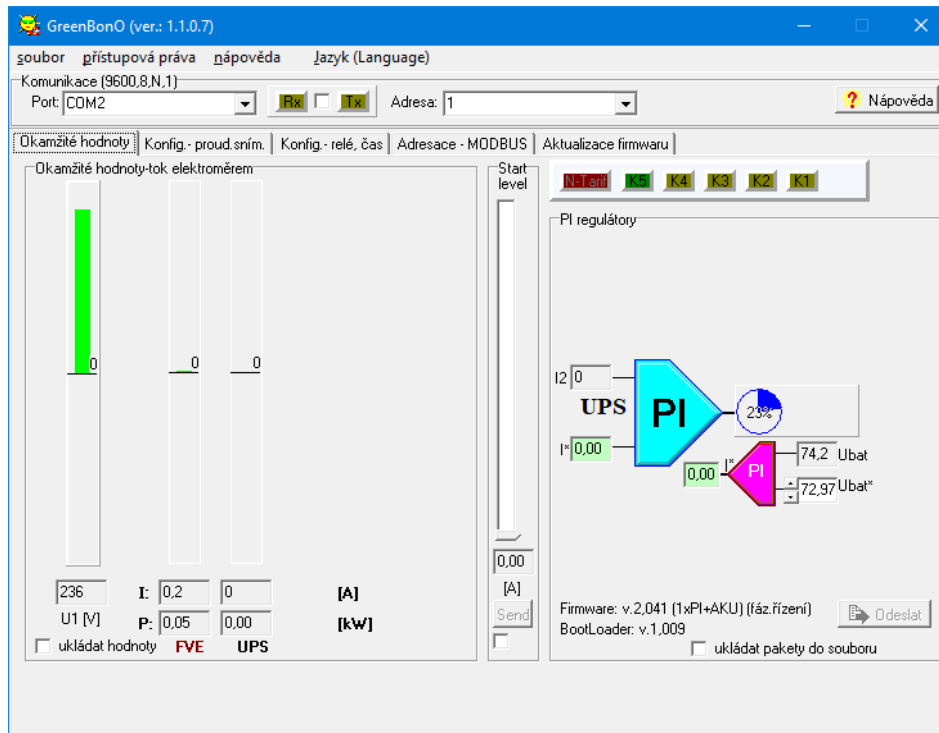 GreenBonO (ver.: 1.1.0.7)
soubor přístupová práva nápověda Jazyk (Language)
Komunikace (9600,8,N,1)
Port: COM2 Rx Tx Adresa: 1 ? Nápověda
Okamžité hodnoty Konfig.- proud.sním. Konfig.- relé, čas Adresace - MODBUS Aktualizace firmwaru
Okamžité hodnoty-tok elektroměrem
Start
level
N-Tarif K5 K4 K3 K2 K1
PI regulátory
0 0 0
I2 0
UPS PI 23%
I* 0,00
0,00 I* PI 74,2 Ubat
72,97 Ubat*
0,00
[A]
Send
236 I: 0,2 0 [A]
U1 [V] P: 0,05 0,00 [kW]
ukládat hodnoty FVE UPS
Firmware: v.2,041 (1xPI+AKU) (fáz.řízení)
BootLoader: v.1,009
Odeslat
ukládat pakety do souboru